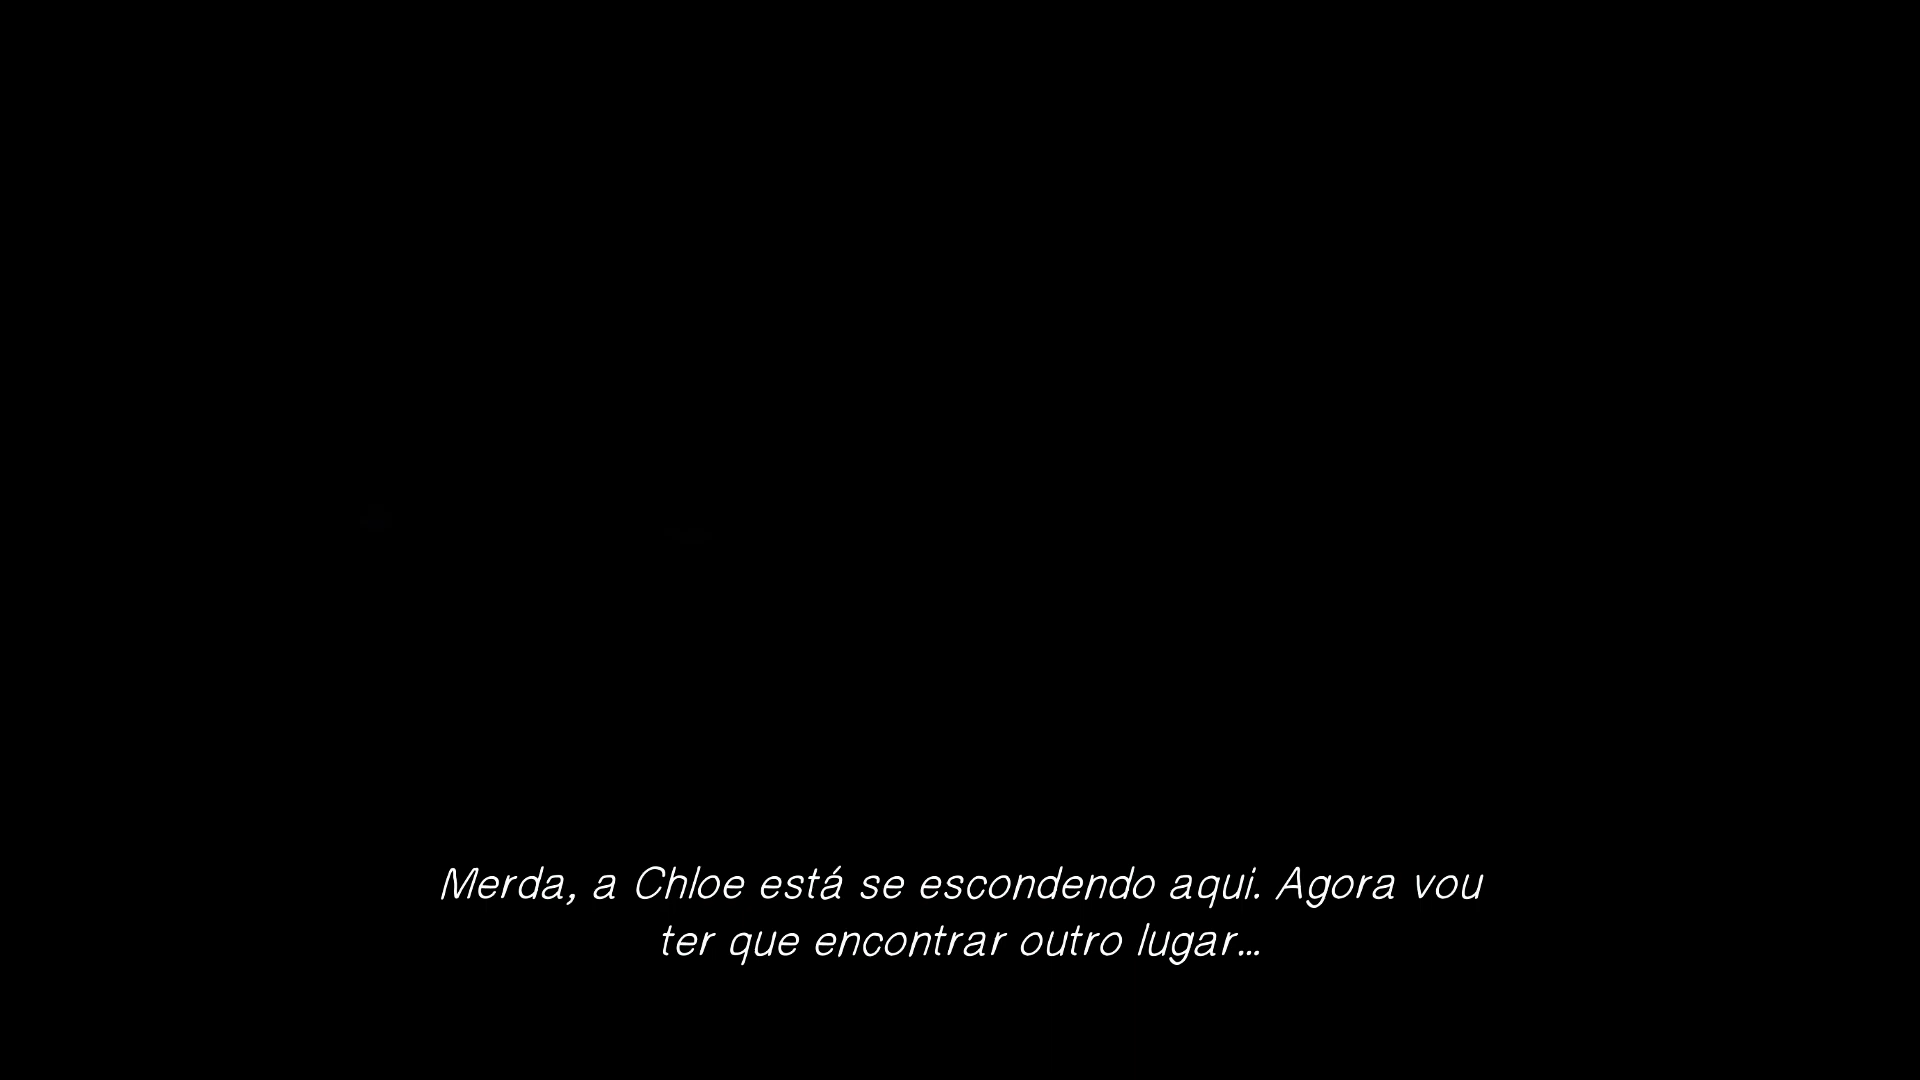 Merda, a Chloe está se escondendo aqui. Agora vou
ter que encontrar outro lugar...